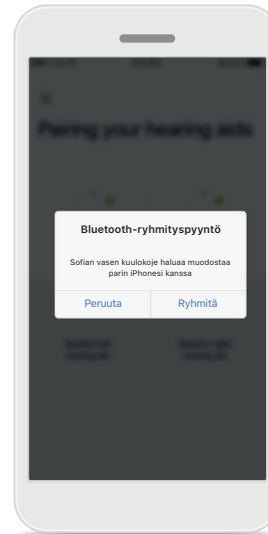 Pairing your hearing aids
Bluetooth-ryhmityspyyntö
Sofian vasen kuulokoje haluaa muodostaa
parin iPhonesi kanssa
Peruuta
Ryhmitä